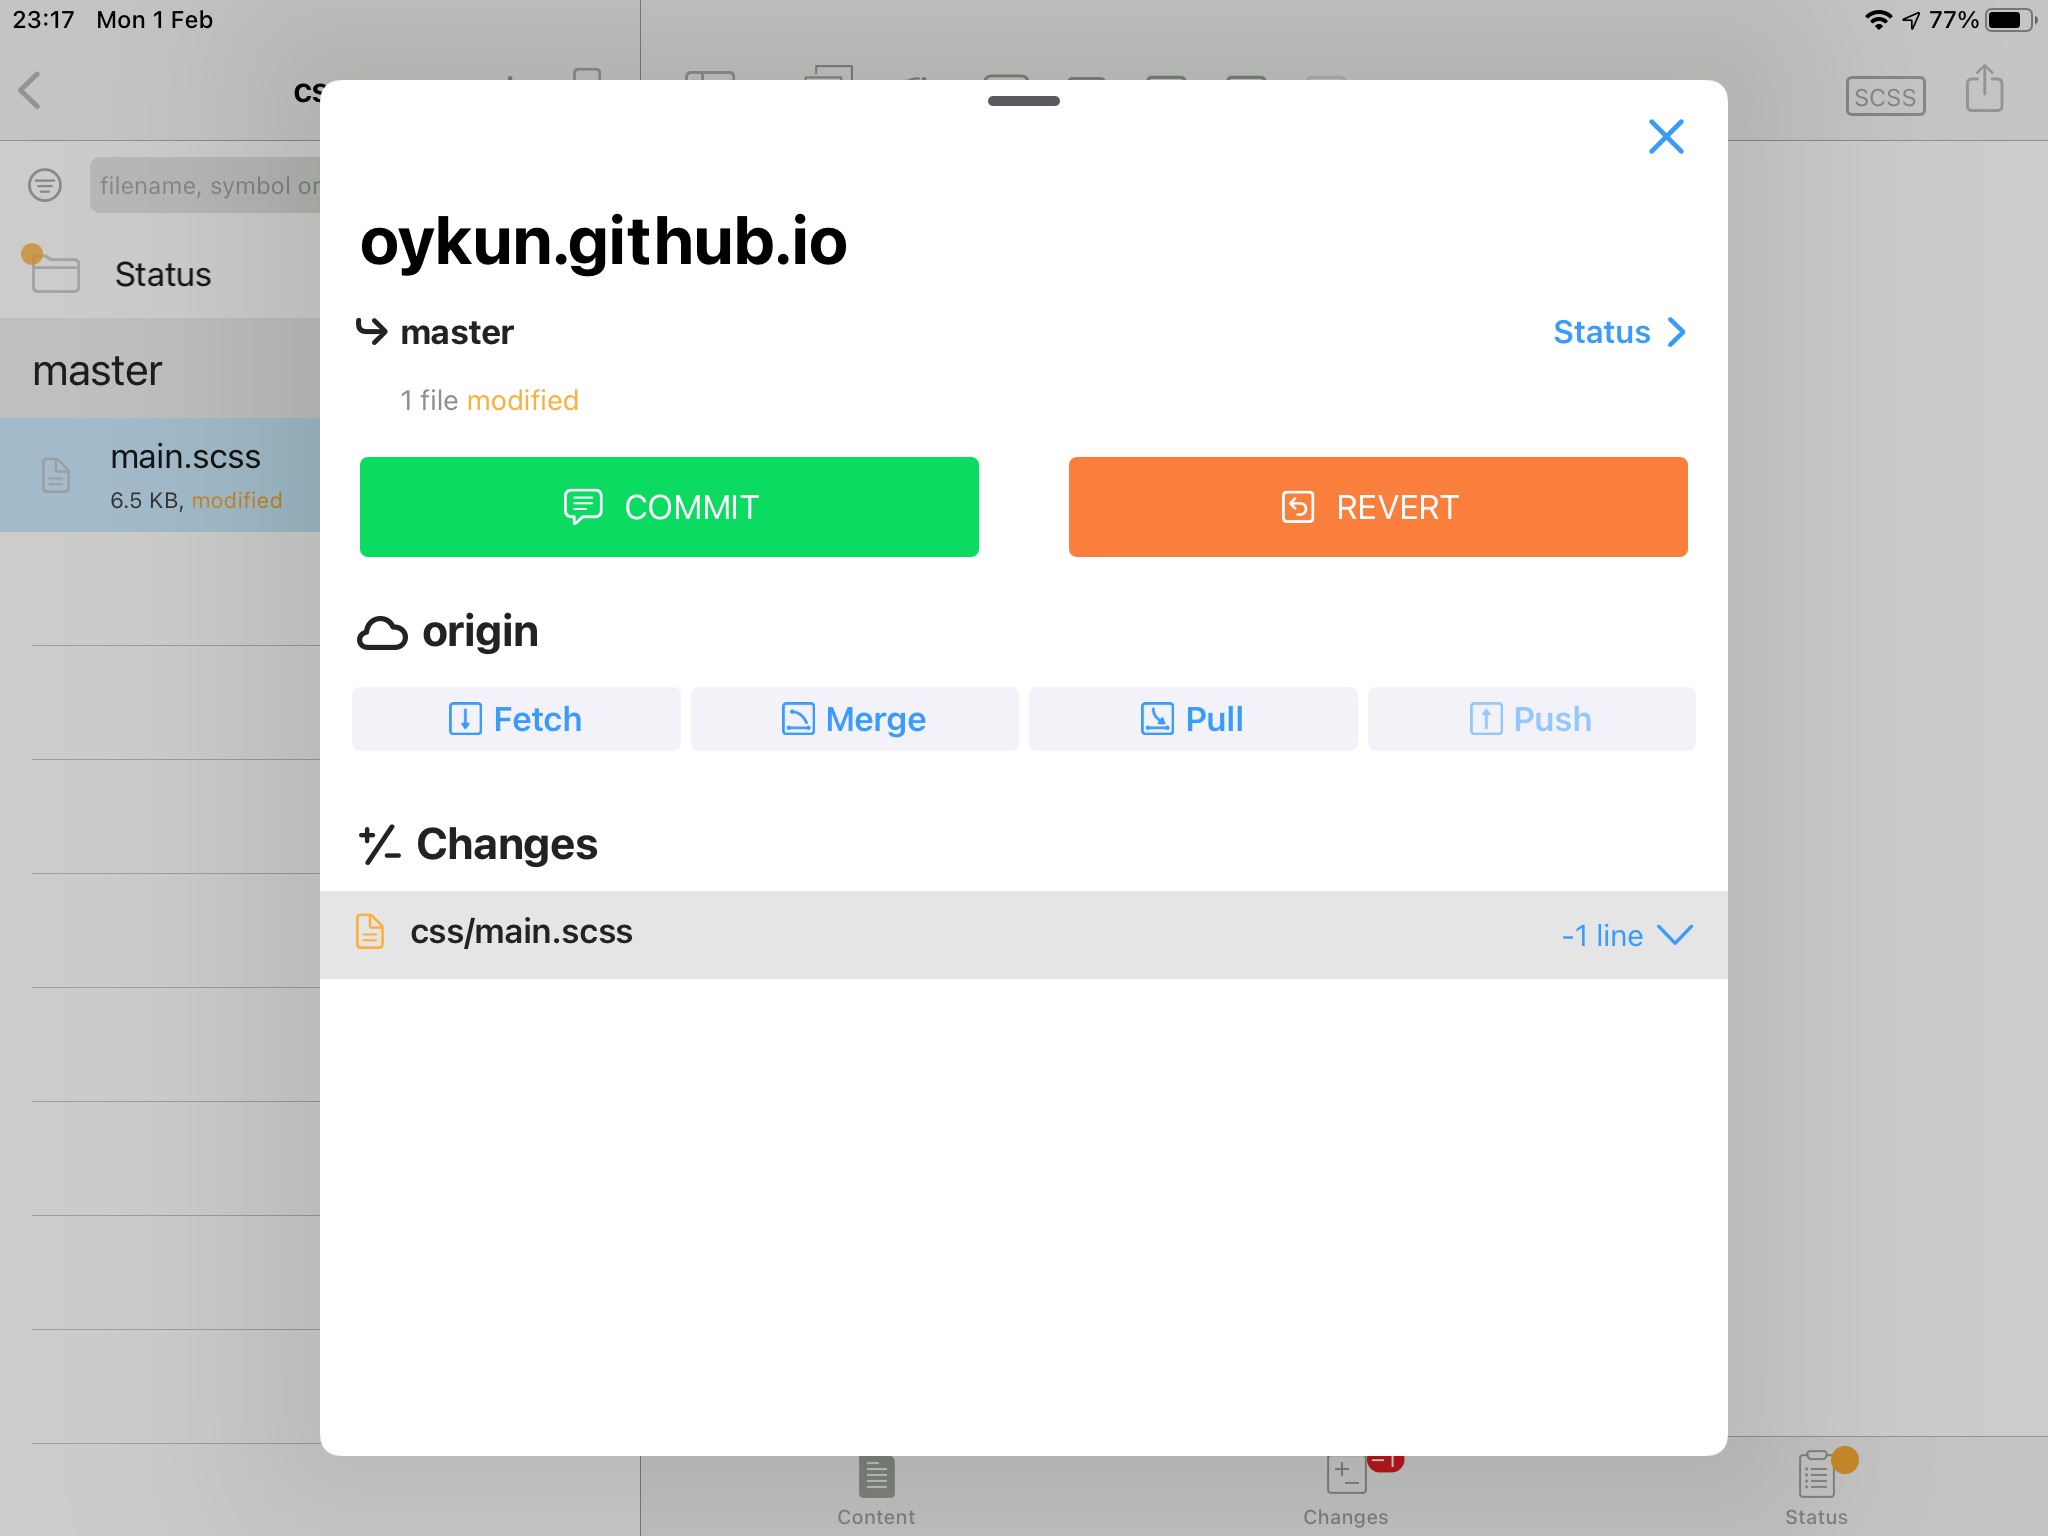 23:17 Mon 1 Feb
77%
cs
SCSS
filename, symbol or
Status
master
main.scss
6.5 KB, modified
oykun.github.io
master
Status
1 file modified
COMMIT
REVERT
origin
Fetch
Merge
Pull
Push
Changes
css/main.scss
-1 line
Content
Changes
Status